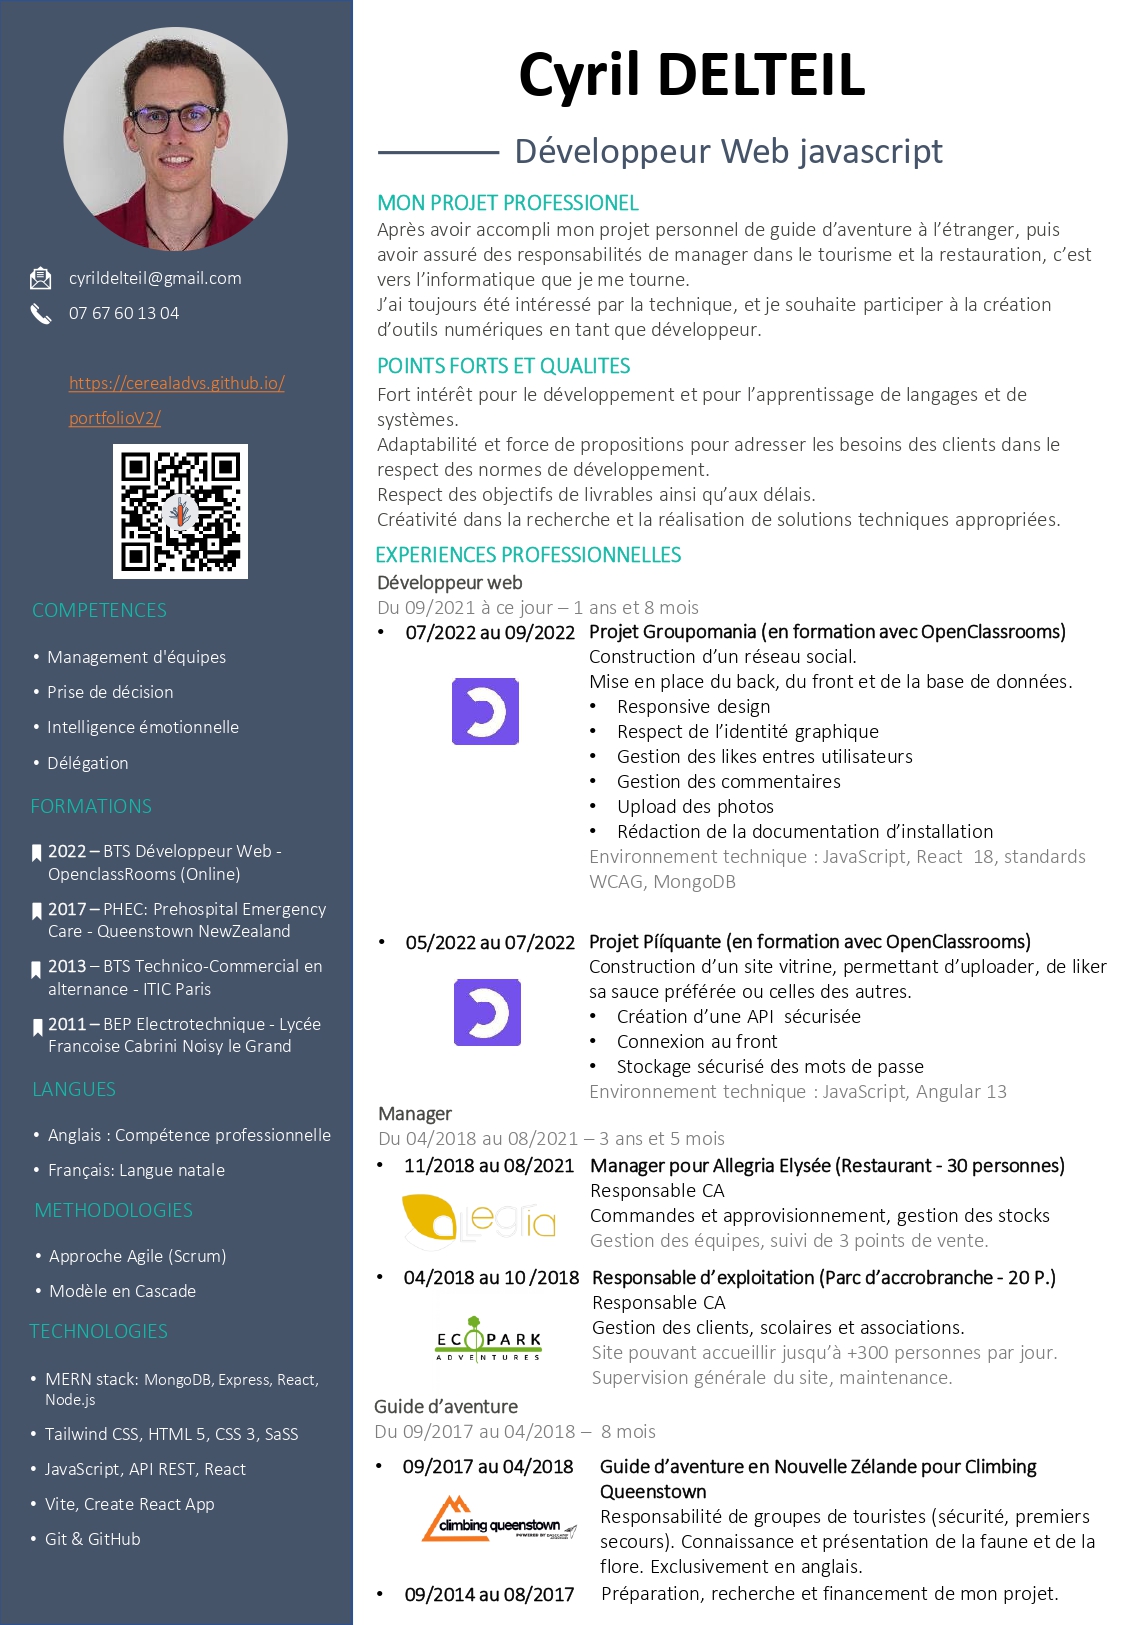 Cyril DELTEIL
Développeur Web javascript
cyrildelteil@gmail.com
07 67 60 13 04
https://cerealadvs.github.io/
portfolioV2/
COMPETENCES
• Management d'équipes
• Prise de décision
• Intelligence émotionnelle
• Délégation
FORMATIONS
2022 – BTS Développeur Web -
OpenclassRooms (Online)
2017 – PHEC: Prehospital Emergency
Care - Queenstown NewZealand
2013 – BTS Technico-Commercial en
alternance - ITIC Paris
2011 – BEP Electrotechnique - Lycée
Francoise Cabrini Noisy le Grand
LANGUES
• Anglais : Compétence professionnelle
• Français: Langue natale
METHODOLOGIES
• Approche Agile (Scrum)
• Modèle en Cascade
TECHNOLOGIES
• MERN stack: MongoDB, Express, React,
Node.js
• Tailwind CSS, HTML 5, CSS 3, SaSS
• JavaScript, API REST, React
• Vite, Create React App
• Git & GitHub
MON PROJET PROFESSIONEL
Après avoir accompli mon projet personnel de guide d’aventure à l’étranger, puis
avoir assuré des responsabilités de manager dans le tourisme et la restauration, c’est
vers l’informatique que je me tourne.
J’ai toujours été intéressé par la technique, et je souhaite participer à la création
d’outils numériques en tant que développeur.
POINTS FORTS ET QUALITES
Fort intérêt pour le développement et pour l’apprentissage de langages et de
systèmes.
Adaptabilité et force de propositions pour adresser les besoins des clients dans le
respect des normes de développement.
Respect des objectifs de livrables ainsi qu’aux délais.
Créativité dans la recherche et la réalisation de solutions techniques appropriées.
EXPERIENCES PROFESSIONNELLES
Développeur web
Du 09/2021 à ce jour – 1 ans et 8 mois
• 07/2022 au 09/2022 Projet Groupomania (en formation avec OpenClassrooms)
Construction d’un réseau social.
Mise en place du back, du front et de la base de données.
• Responsive design
• Respect de l’identité graphique
• Gestion des likes entres utilisateurs
• Gestion des commentaires
• Upload des photos
• Rédaction de la documentation d’installation
Environnement technique : JavaScript, React 18, standards
WCAG, MongoDB
• 05/2022 au 07/2022 Projet Pííquante (en formation avec OpenClassrooms)
Construction d’un site vitrine, permettant d’uploader, de liker
sa sauce préférée ou celles des autres.
• Création d’une API sécurisée
• Connexion au front
• Stockage sécurisé des mots de passe
Environnement technique : JavaScript, Angular 13
Manager
Du 04/2018 au 08/2021 – 3 ans et 5 mois
• 11/2018 au 08/2021 Manager pour Allegria Elysée (Restaurant - 30 personnes)
Responsable CA
Commandes et approvisionnement, gestion des stocks
Gestion des équipes, suivi de 3 points de vente.
aLLegria
• 04/2018 au 10 /2018 Responsable d’exploitation (Parc d’accrobranche - 20 P.)
Responsable CA
Gestion des clients, scolaires et associations.
Site pouvant accueillir jusqu’à +300 personnes par jour.
Supervision générale du site, maintenance.
ECOPARK
ADVENTURES
Guide d’aventure
Du 09/2017 au 04/2018 – 8 mois
• 09/2017 au 04/2018 Guide d’aventure en Nouvelle Zélande pour Climbing
Queenstown
Responsabilité de groupes de touristes (sécurité, premiers
secours). Connaissance et présentation de la faune et de la
flore. Exclusivement en anglais.
climbing queenstown
POWERED BY
• 09/2014 au 08/2017 Préparation, recherche et financement de mon projet.